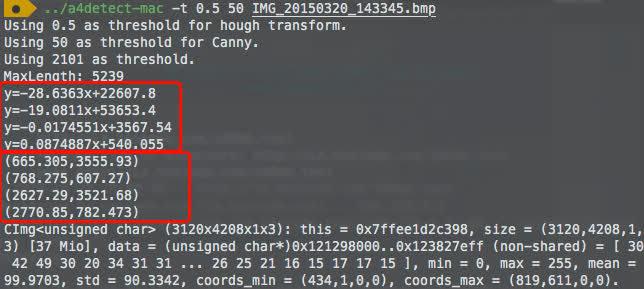 ../a4detect-mac -t 0.5 50 IMG_20150320_143345.bmp
Using 0.5 as threshold for hough transform.
Using 50 as threshold for Canny.
Using 2101 as threshold.
MaxLength: 5239
y=-28.6363x+22607.8
y=-19.0811x+53653.4
y=-0.0174551x+3567.54
y=0.0874887x+540.055
(665.305,3555.93)
(768.275,607.27)
(2627.29,3521.68)
(2770.85,782.473)
CImg<unsigned char> (3120x4208x1x3): this = 0x7ffee1d2c398, size = (3120,4208,1,
3) [37 Mio], data = (unsigned char*)0x121298000..0x123827eff (non-shared) = [ 30
42 49 30 20 34 31 31 ... 26 25 21 16 15 17 17 15 ], min = 0, max = 255, mean =
99.9703, std = 90.3342, coords_min = (434,1,0,0), coords_max = (819,611,0,0).